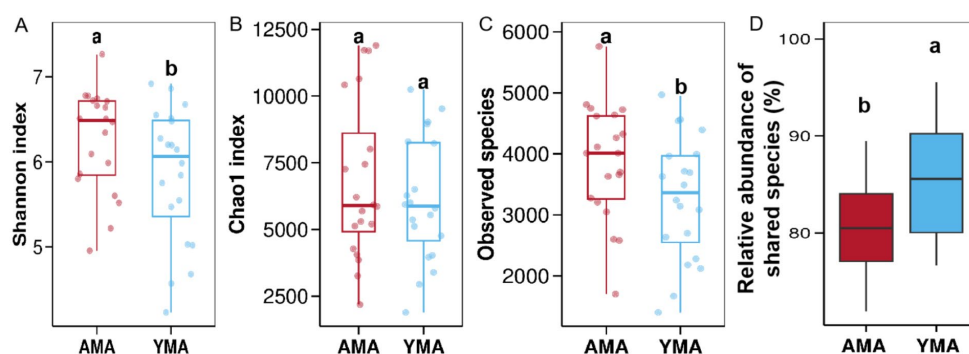 A
a
b
7
6
5
Shannon index
AMA YMA
B
a
a
12500
10000
7500
5000
2500
Chao1 index
AMA YMA
C
a
b
6000
5000
4000
3000
2000
Observed species
AMA YMA
D
a
b
100
90
80
Relative abundance of
shared species (%)
AMA YMA